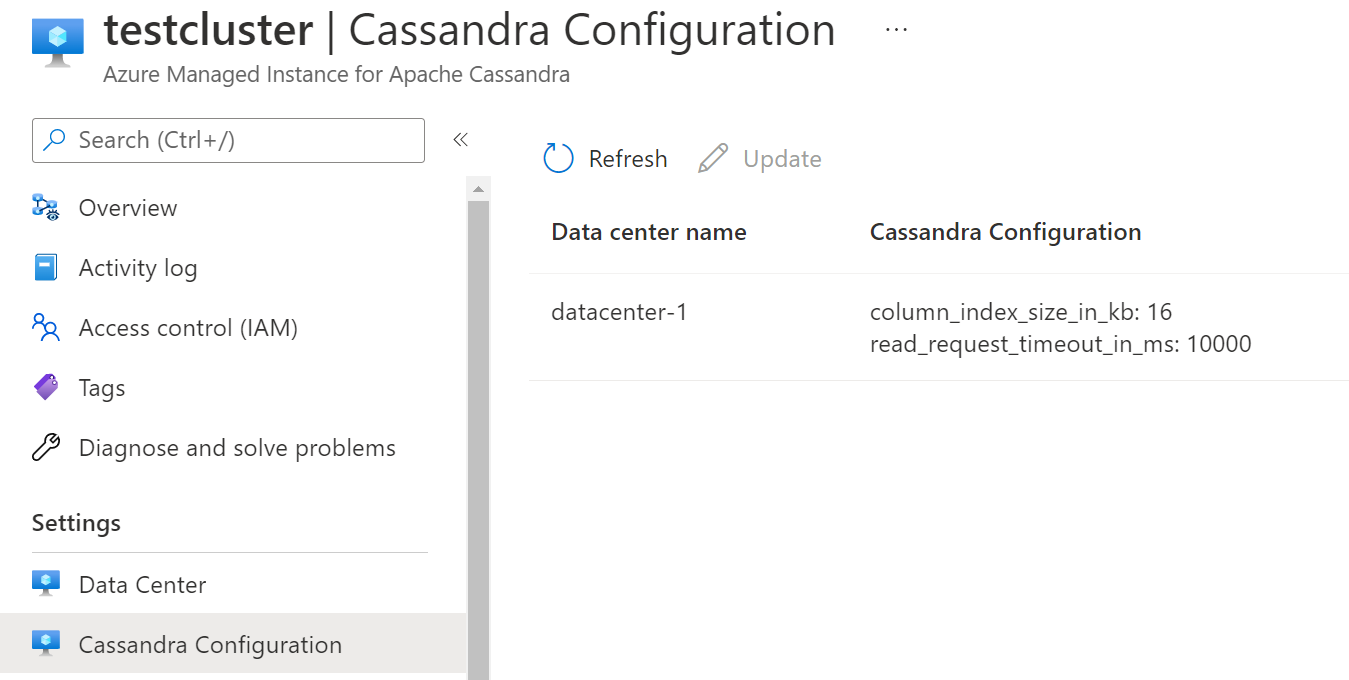 testcluster | Cassandra Configuration ...
Azure Managed Instance for Apache Cassandra
Search (Ctrl+/)
«
Overview
Activity log
Access control (IAM)
Tags
Diagnose and solve problems
Settings
Data Center
Cassandra Configuration
Refresh Update
Data center name Cassandra Configuration
datacenter-1 column_index_size_in_kb: 16
read_request_timeout_in_ms: 10000